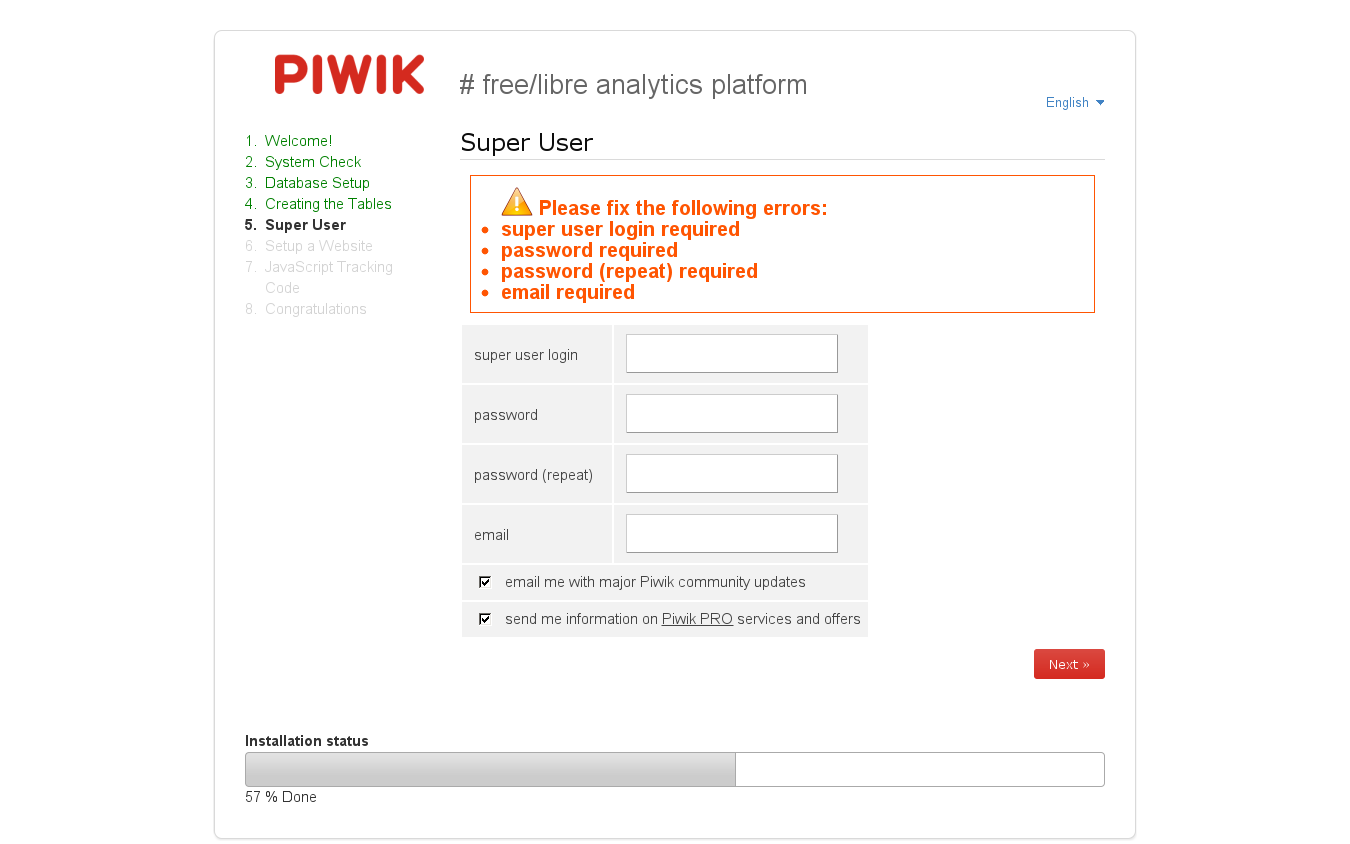 PIWIK
# free/libre analytics platform
English
1. Welcome!
2. System Check
3. Database Setup
4. Creating the Tables
5. Super User
6. Setup a Website
7. JavaScript Tracking
Code
8. Congratulations
Super User
Please fix the following errors:
• super user login required
• password required
• password (repeat) required
• email required
super user login
password
password (repeat)
email
email me with major Piwik community updates
send me information on Piwik PRO services and offers
Next »
Installation status
57 % Done